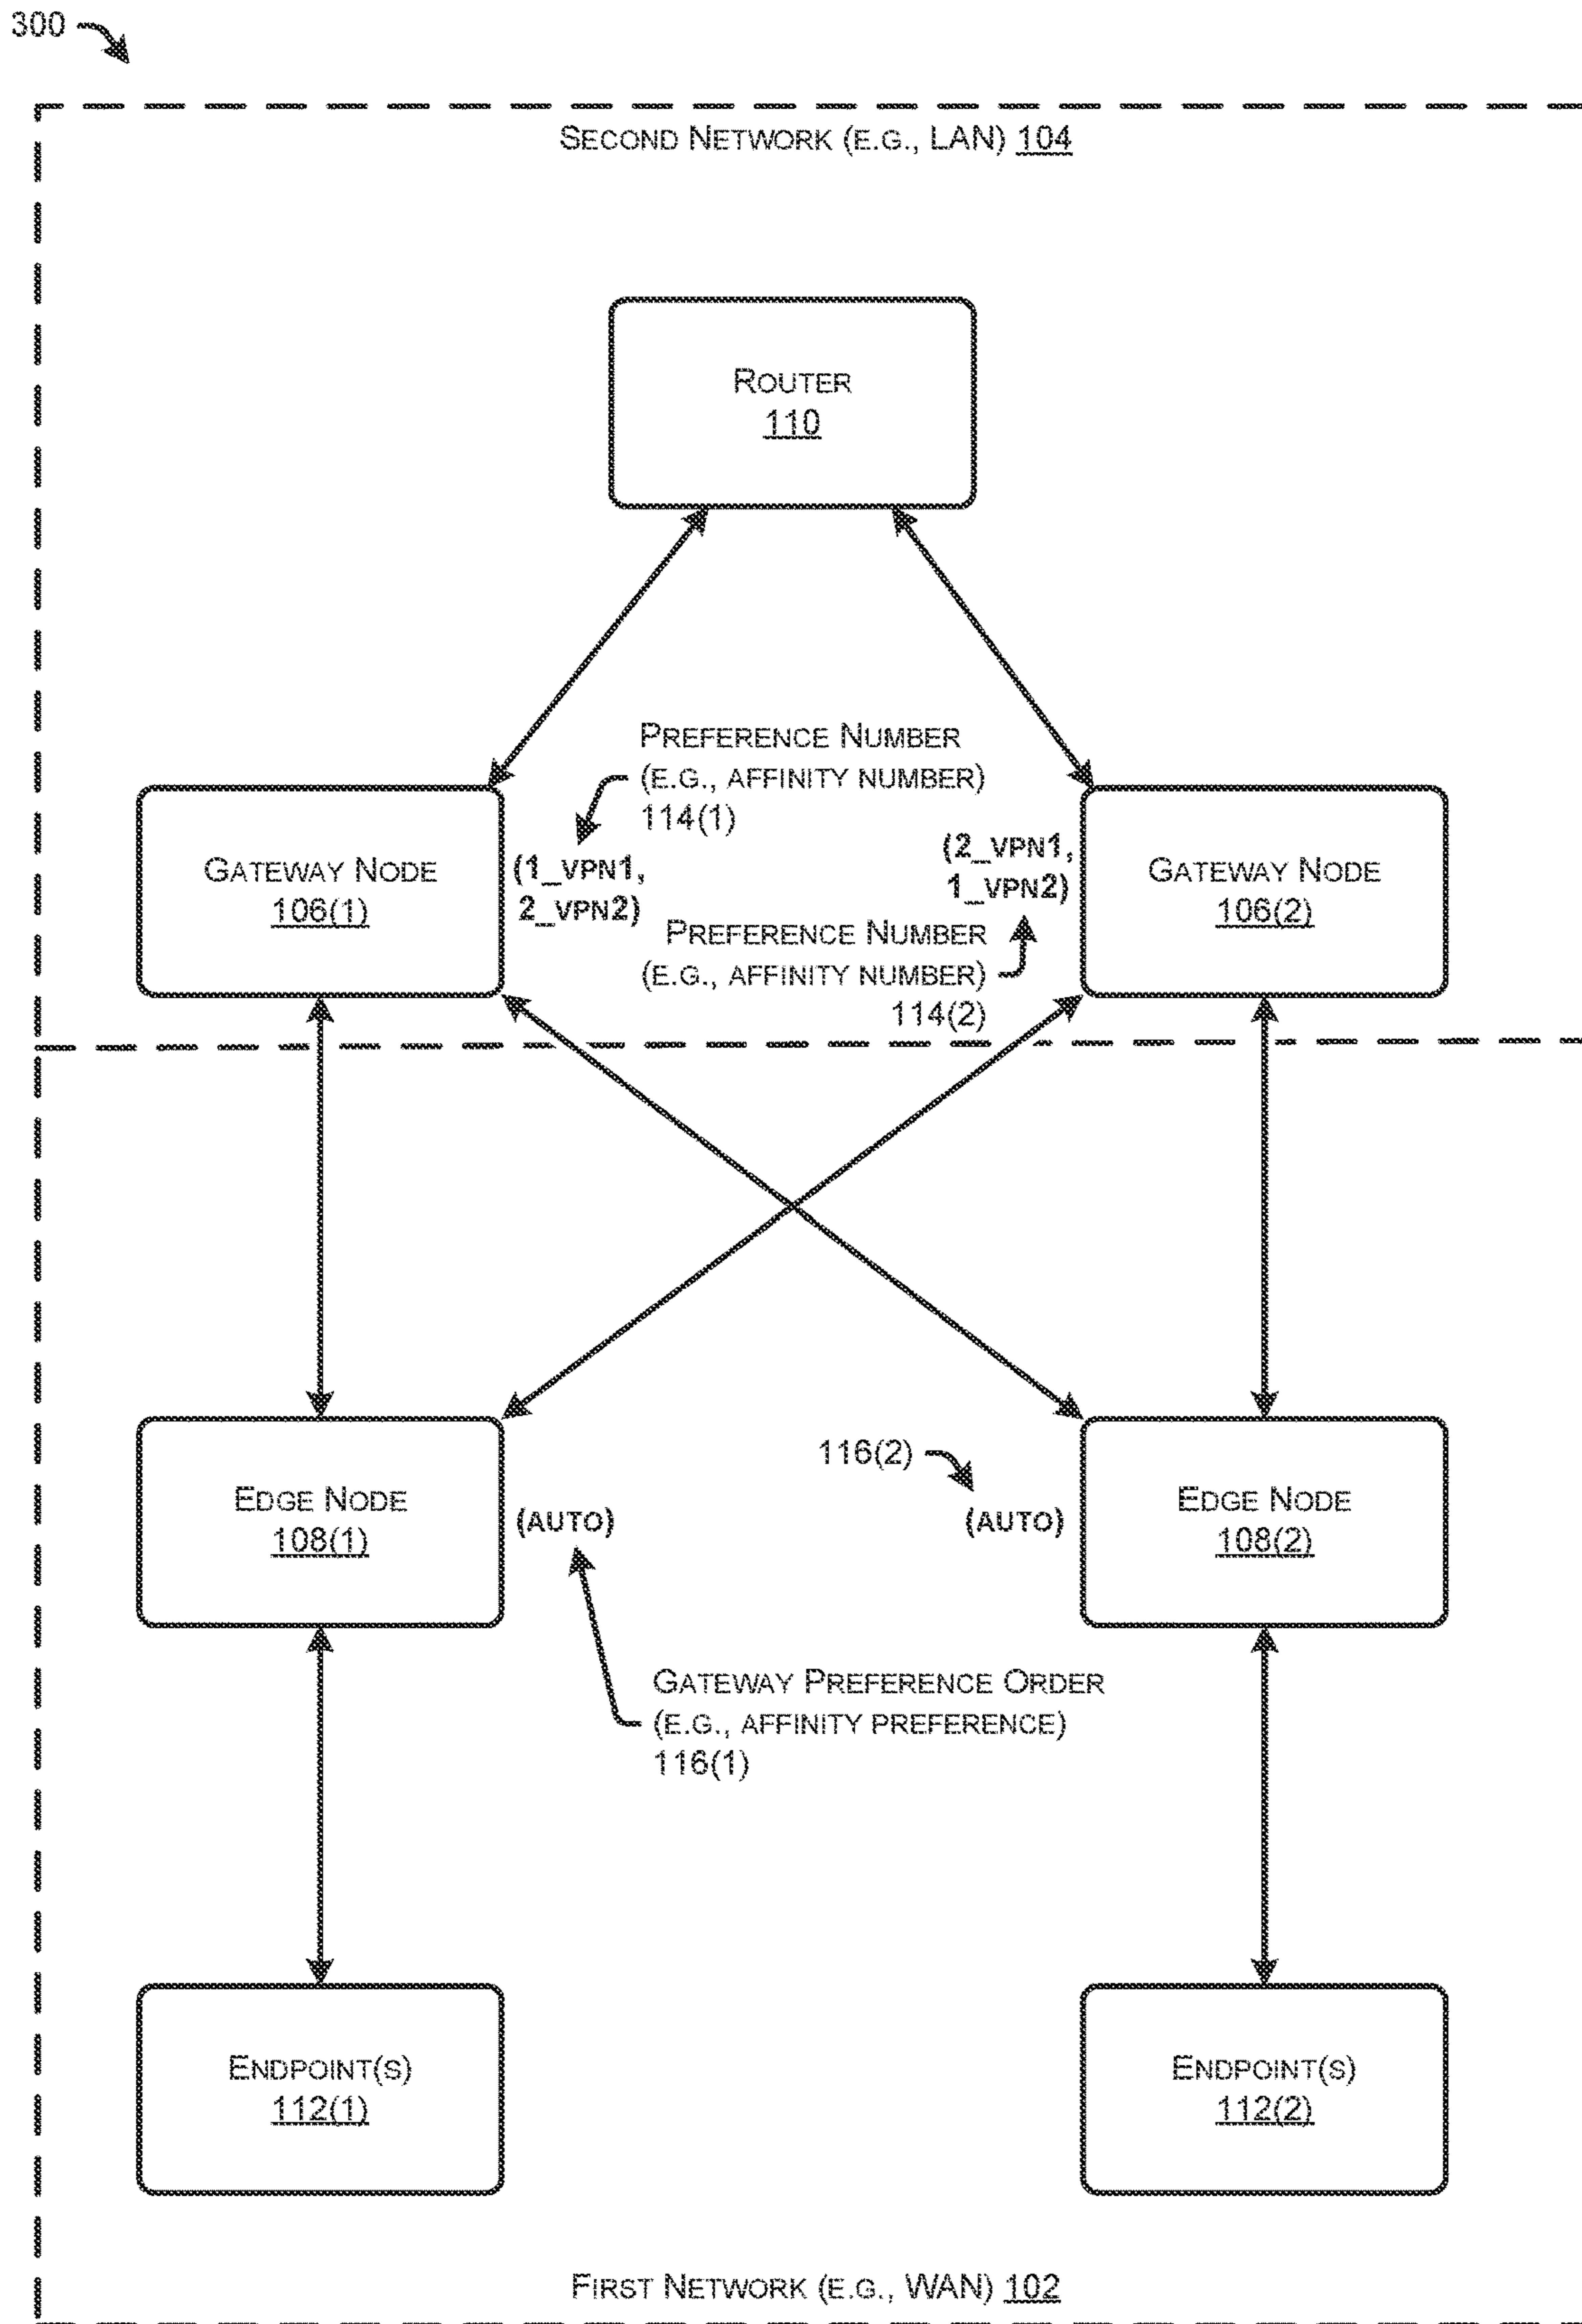 300
SECOND NETWORK (E.G., LAN) 104
ROUTER
110
PREFERENCE NUMBER
(E.G., AFFINITY NUMBER)
114(1)
GATEWAY NODE
106(1)
(1_VPN1,
2_VPN2)
(2_VPN1,
1_VPN2)
GATEWAY NODE
106(2)
PREFERENCE NUMBER
(E.G., AFFINITY NUMBER)
114(2)
EDGE NODE
108(1)
(AUTO)
116(2)
(AUTO)
EDGE NODE
108(2)
GATEWAY PREFERENCE ORDER
(E.G., AFFINITY PREFERENCE)
116(1)
ENDPOINT(S)
112(1)
ENDPOINT(S)
112(2)
FIRST NETWORK (E.G., WAN) 102